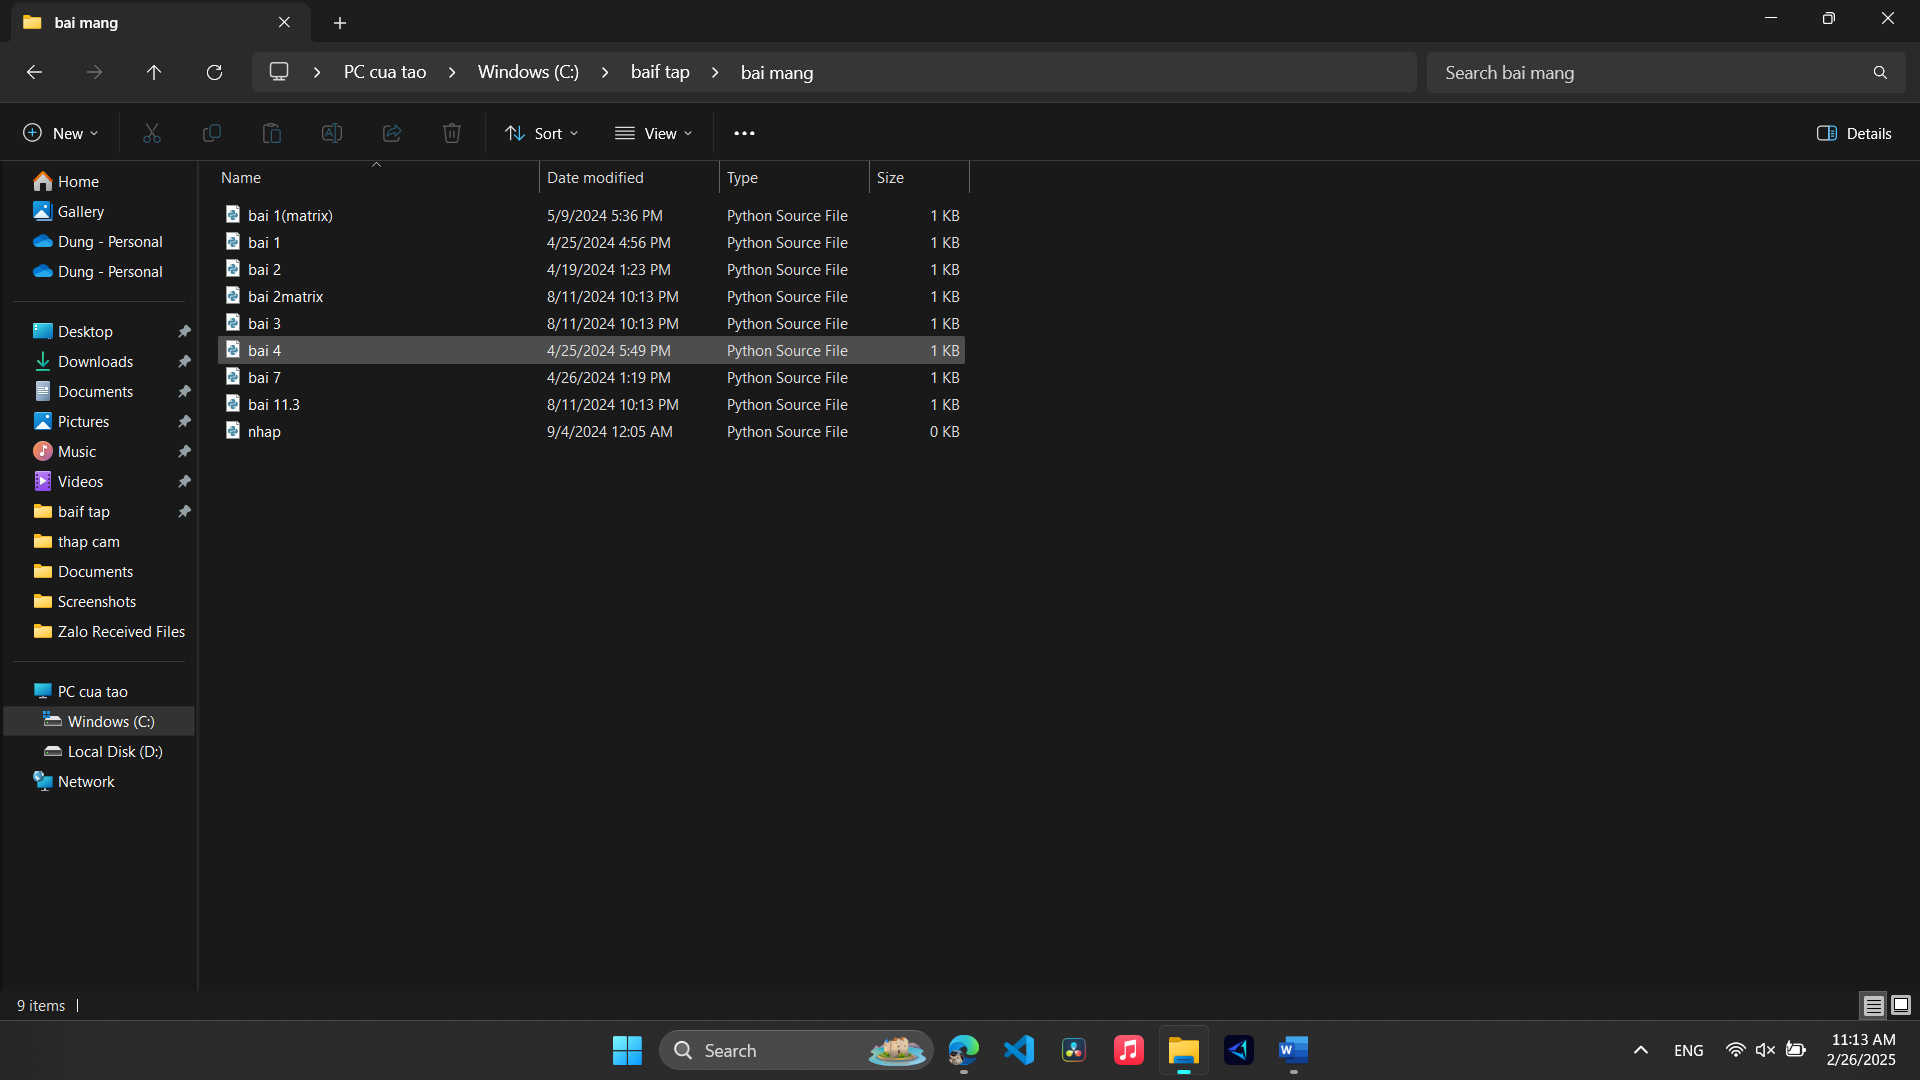 bai mang
PC cua tao
Windows (C:)
baif tap
bai mang
Search bai mang
New
Sort
View
Details
Name
Date modified
Type
Size
Home
Gallery
Dung - Personal
Dung - Personal
Desktop
Downloads
Documents
Pictures
Music
Videos
baif tap
thap cam
Documents
Screenshots
Zalo Received Files
PC cua tao
Windows (C:)
Local Disk (D:)
Network
bai 1(matrix) 5/9/2024 5:36 PM Python Source File 1 KB
bai 1 4/25/2024 4:56 PM Python Source File 1 KB
bai 2 4/19/2024 1:23 PM Python Source File 1 KB
bai 2matrix 8/11/2024 10:13 PM Python Source File 1 KB
bai 3 8/11/2024 10:13 PM Python Source File 1 KB
bai 4 4/25/2024 5:49 PM Python Source File 1 KB
bai 7 4/26/2024 1:19 PM Python Source File 1 KB
bai 11.3 8/11/2024 10:13 PM Python Source File 1 KB
nhap 9/4/2024 12:05 AM Python Source File 0 KB
9 items
Search
ENG
11:13 AM
2/26/2025